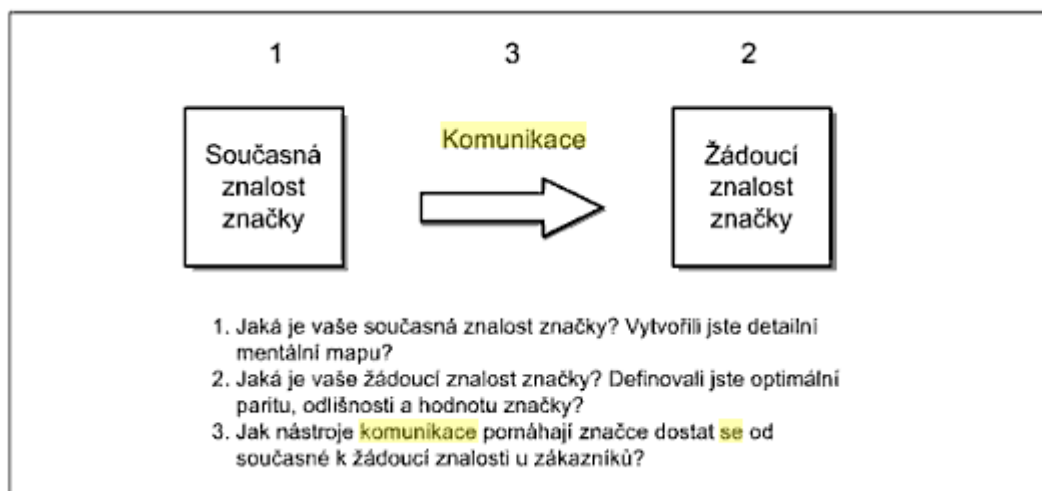 1
3
2
Současná
znalost
značky
Komunikace
Žádoucí
znalost
značky
1. Jaká je vaše současná znalost značky? Vytvořili jste detailní
mentální mapu?
2. Jaká je vaše žádoucí znalost značky? Definovali jste optimální
paritu, odlišnosti a hodnotu značky?
3. Jak nástroje komunikace pomáhají značce dostat se od
současné k žádoucí znalosti u zákazníků?